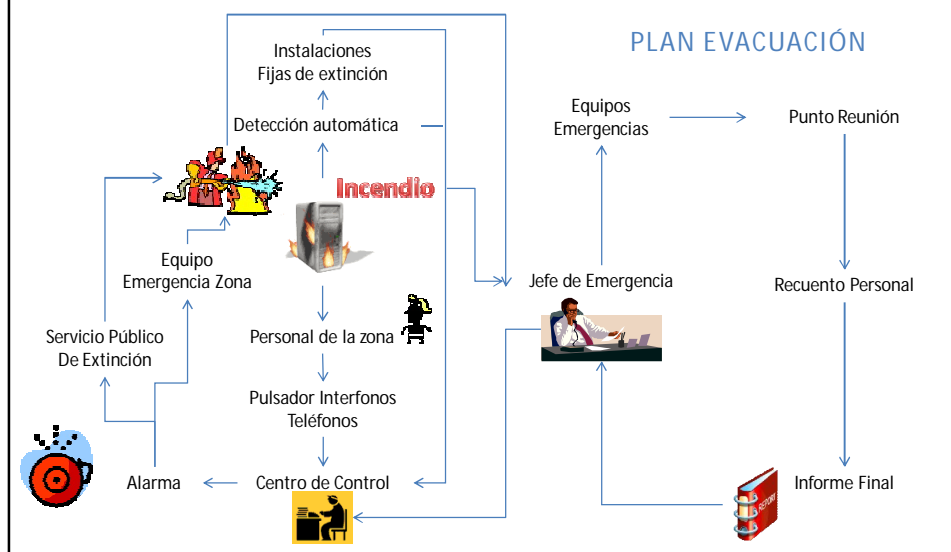 PLAN EVACUACIÓN
Instalaciones
Fijas de extinción
Detección automática
Incendio
Equipo
Emergencia Zona
Servicio Público
De Extinción
Personal de la zona
Pulsador Interfonos
Teléfonos
Alarma
Centro de Control
Equipos
Emergencias
Punto Reunión
Jefe de Emergencia
Recuento Personal
Informe Final
REPORT